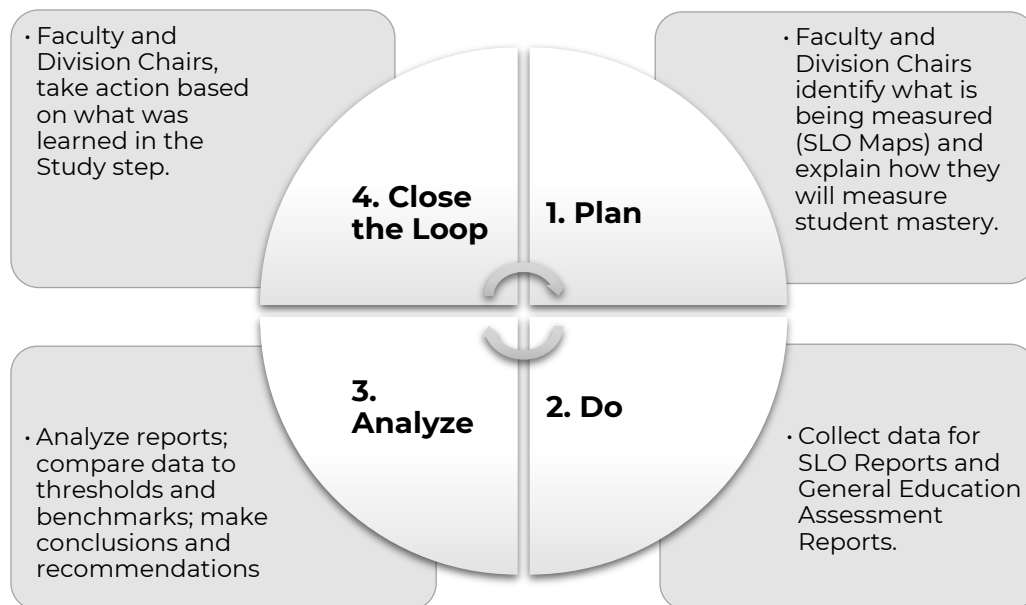 · Faculty and
Division Chairs,
take action based
on what was
learned in the
Study step.
· Faculty and
Division Chairs
identify what is
being measured
(SLO Maps) and
explain how they
will measure
student mastery.
4. Close
the Loop
1. Plan
3.
Analyze
2. Do
· Analyze reports;
compare data to
thresholds and
benchmarks; make
conclusions and
recommendations
· Collect data for
SLO Reports and
General Education
Assessment
Reports.